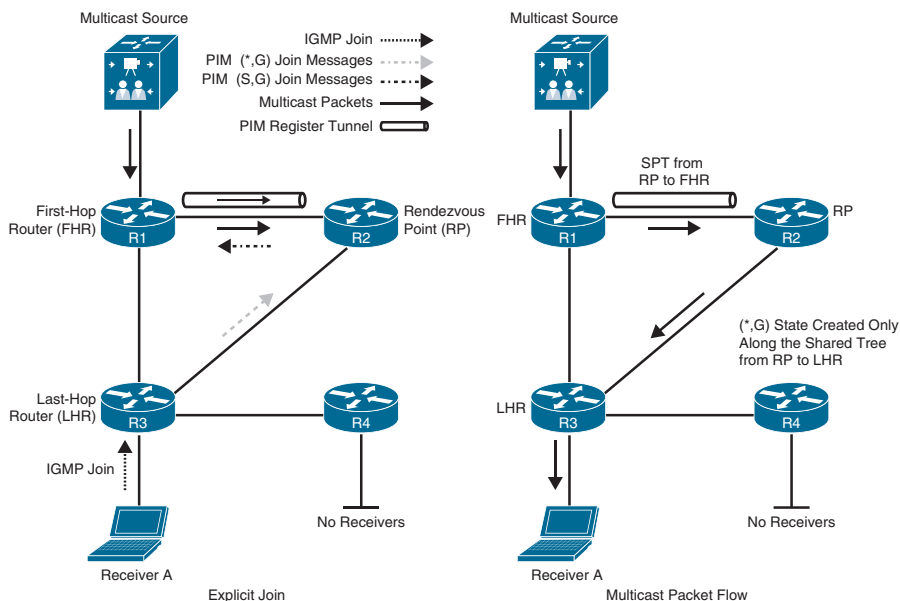 Multicast Source
IGMP Join
PIM (*,G) Join Messages
PIM (S,G) Join Messages
Multicast Packets
PIM Register Tunnel
First-Hop
Router (FHR)
R1
R2
Rendezvous
Point (RP)
Last-Hop
Router (LHR)
R3
R4
IGMP Join
No Receivers
Receiver A
Explicit Join
Multicast Source
SPT from
RP to FHR
FHR
R1
RP
R2
(*,G) State Created Only
Along the Shared Tree
from RP to LHR
LHR
R3
R4
No Receivers
Receiver A
Multicast Packet Flow